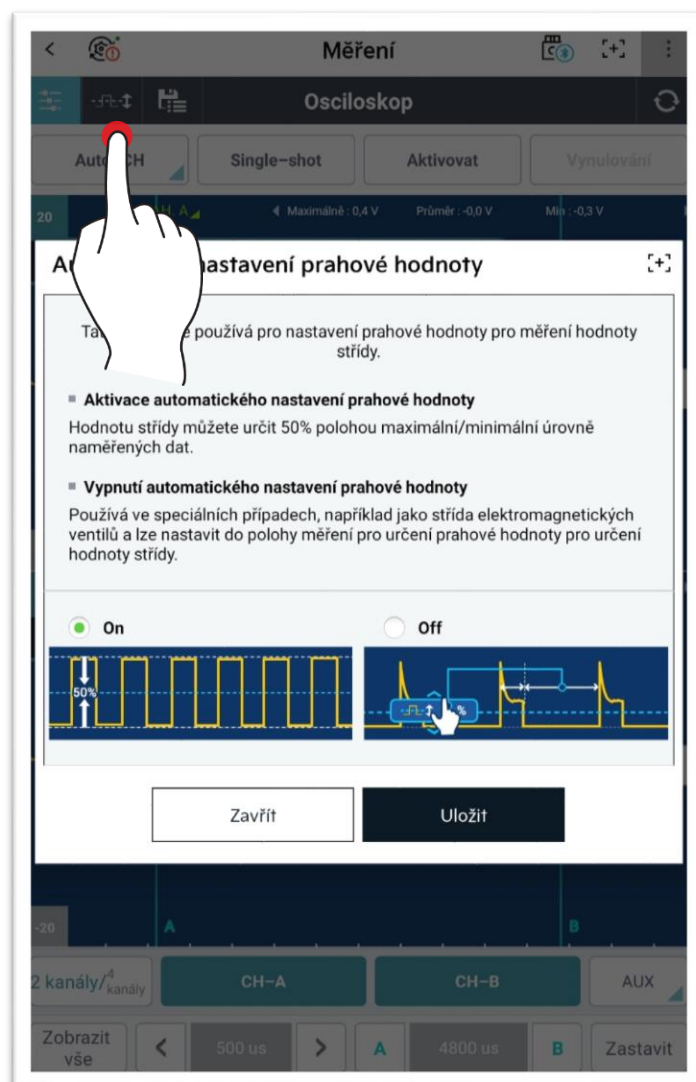 Měření
Osciloskop
CH
Single-shot
Aktivovat
Vynulování
20
A
Maximálně : 0,4 V
Průměr : -0,0 V
Min : -0,3 V
nastavení prahové hodnoty
používá pro nastavení prahové hodnoty pro měření hodnoty
střídy.
Aktivace automatického nastavení prahové hodnoty
Hodnotu střídy můžete určit 50% polohou maximální/minimální úrovně
naměřených dat.
Vypnutí automatického nastavení prahové hodnoty
Používá ve speciálních případech, například jako střída elektromagnetických
ventilů a lze nastavit do polohy měření pro určení prahové hodnoty pro určení
hodnoty střídy.
On
Off
50%
%
Zavřít
Uložit
-20
A
B
2 kanály/4 kanály
CH-A
CH-B
AUX
Zobrazit
vše
500 us
A
4800 us
B
Zastavit